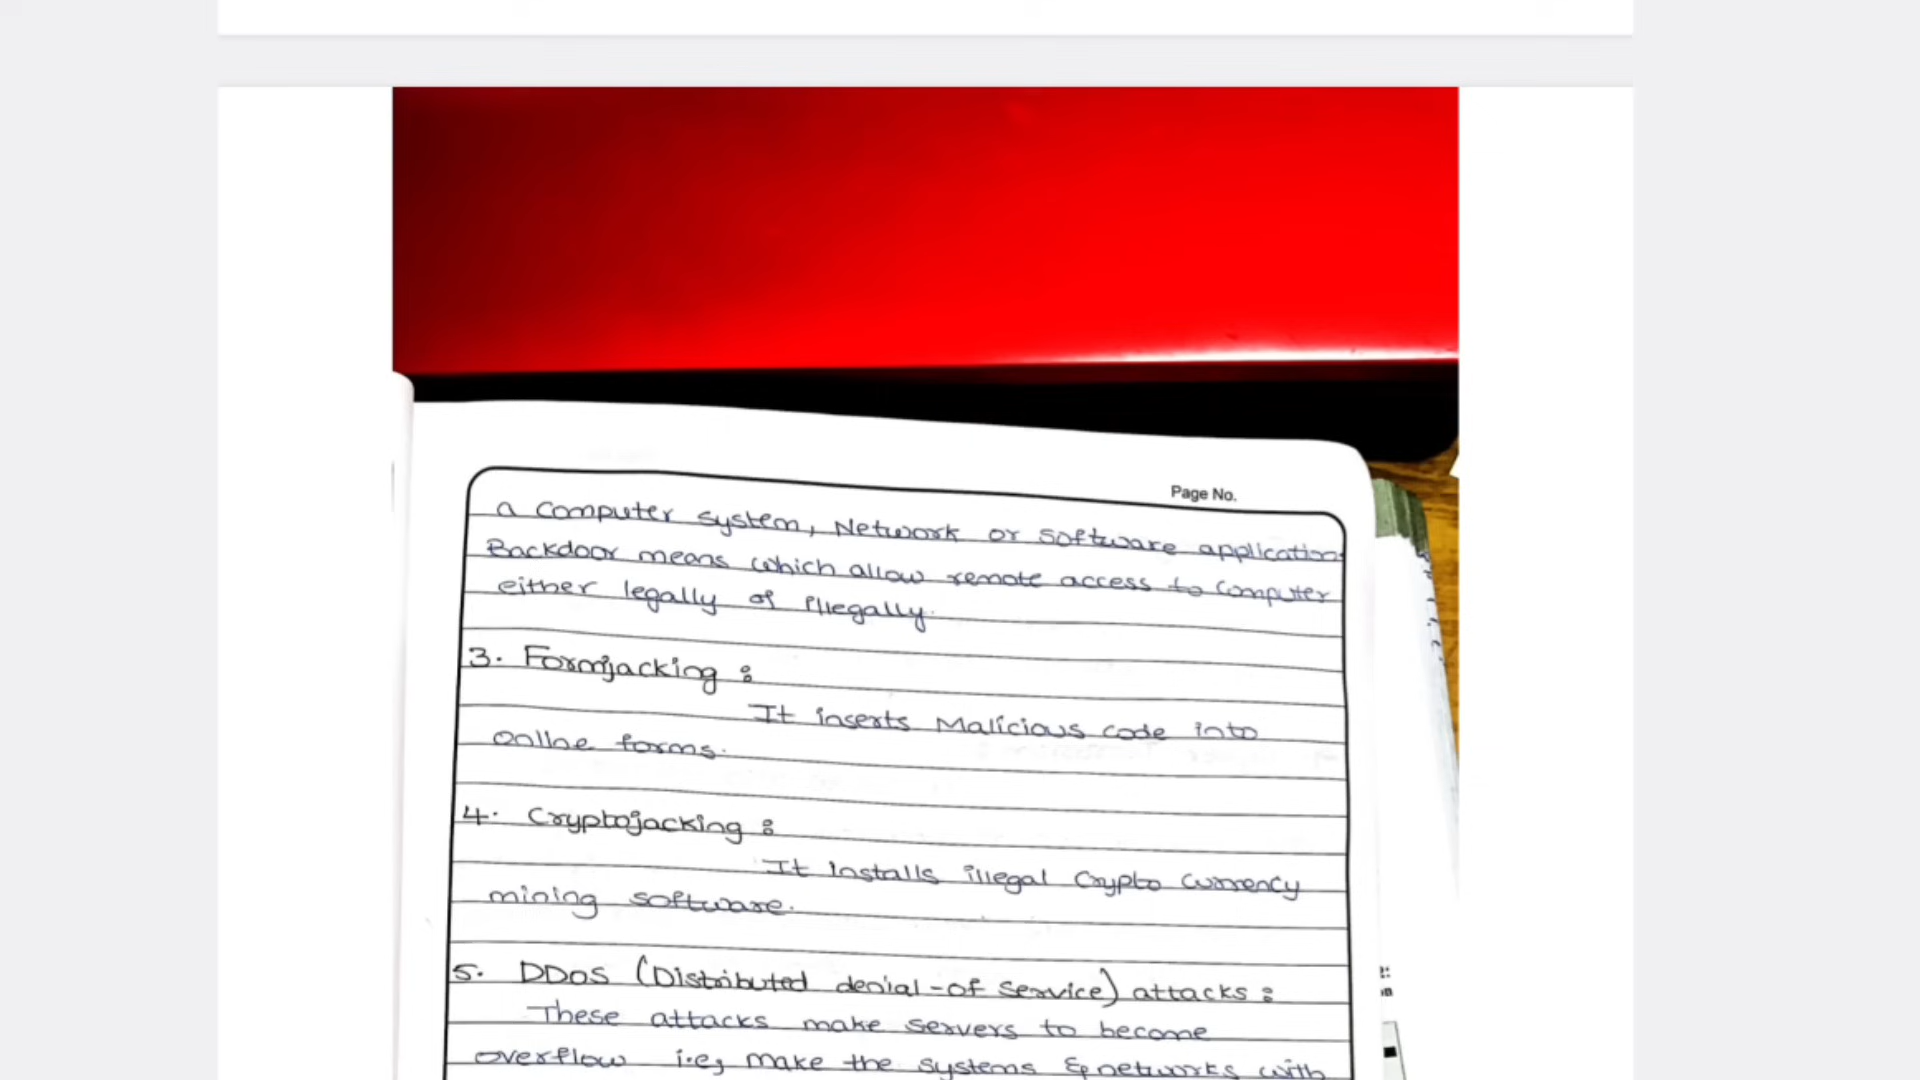 Page No.
a Computer system, Network or Software application
Backdoor means which allow remote access to Computer
either legally of illegally.
3. Formjacking :
It inserts Malicious code into
Online forms.
4. Cryptojacking :
It installs illegal Crypto currency
mining software.
5. DDoS (Distributed denial-of Service) attacks :
These attacks make servers to become
overflow i.e, make the systems & networks with